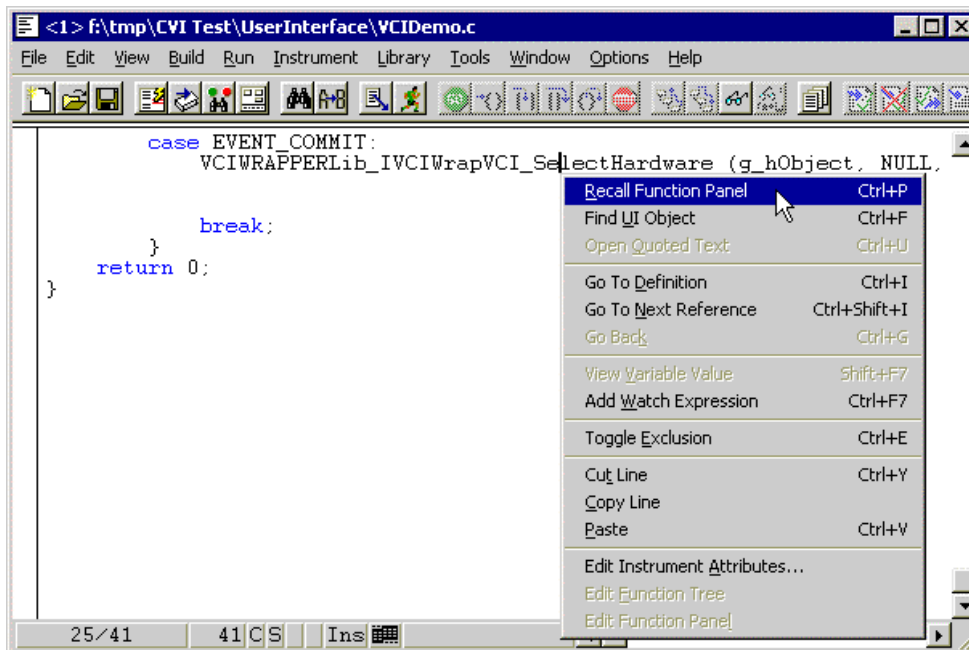 <1> f:\tmp\CVI Test\UserInterface\VCIDemo.c
File Edit View Build Run Instrument Library Tools Window Options Help
case EVENT_COMMIT:
VCIWRAPPERLib_IVCIWrapVCI_SelectHardware (g_hObject, NULL,
break;
}
return 0;
}
Recall Function Panel Ctrl+P
Find UI Object Ctrl+F
Open Quoted Text Ctrl+U
Go To Definition Ctrl+I
Go To Next Reference Ctrl+Shift+I
Go Back Ctrl+G
View Variable Value Shift+F7
Add Watch Expression Ctrl+F7
Toggle Exclusion Ctrl+E
Cut Line Ctrl+Y
Copy Line
Paste Ctrl+V
Edit Instrument Attributes...
Edit Function Tree
Edit Function Panel
25/41 41 C S Ins